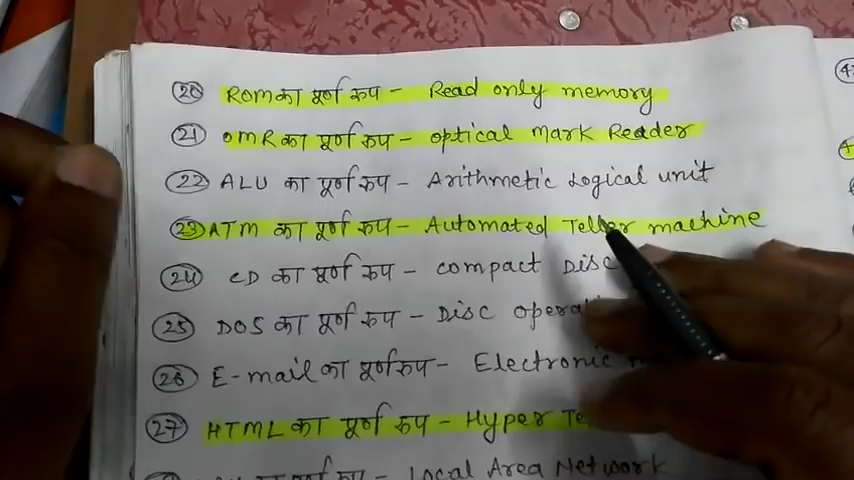 20 ROM का पूर्ण रुप - Read only memory
21 OMR का पूर्ण रुप - optical mark Reader
22 ALU का पूर्ण रुप - Arithmetic Logical unit
23 ATM का पूर्ण रुप - Automated Teller machine
24 CD का पूर्ण रुप - compact Disc
25 DOS का पूर्ण रुप - Disc
26 E-mail का पूर्ण रुप - Electronic
27 HTML का पूर्ण रुप - Hyper
रुप - Local Area Network